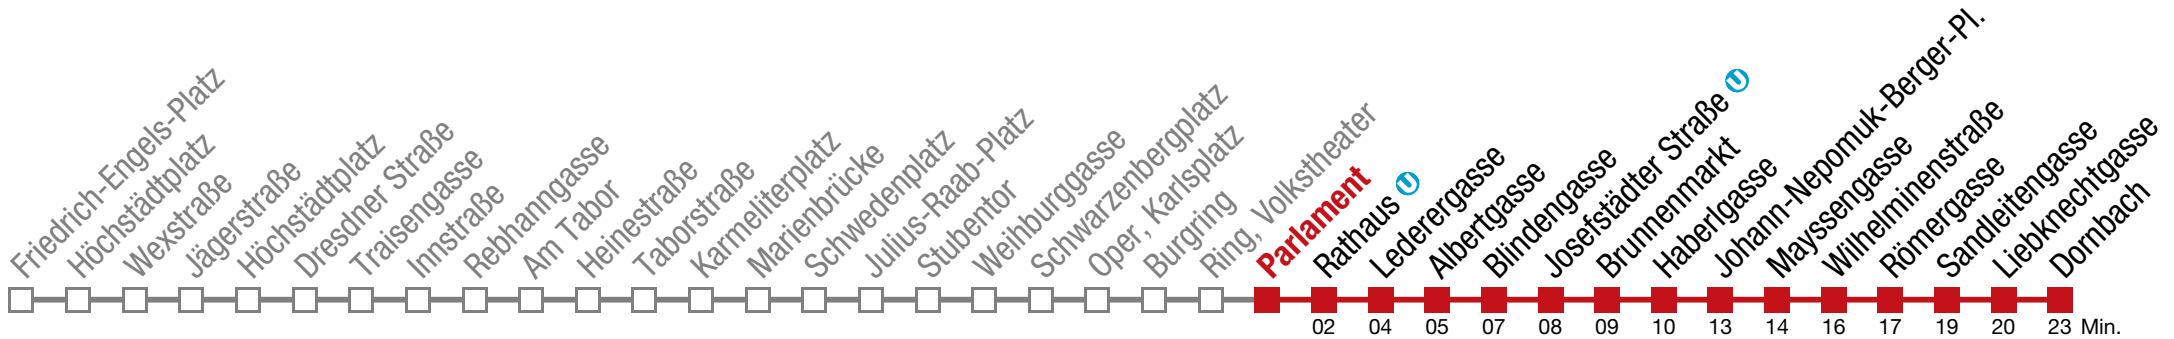 Friedrich-Engels-Platz
Höchstädtplatz
Wexstraße
Jägerstraße
Höchstädtplatz
Dresdner Straße
Traisengasse
Innstraße
Rebhanngasse
Am Tabor
Heinestraße
Taborstraße
Karmeliterplatz
Marienbrücke
Schwedenplatz
Julius-Raab-Platz
Stubentor
Weihburggasse
Schwarzenbergplatz
Oper, Karlsplatz
Burgring
Ring, Volkstheater
Parlament
Rathaus U
Lederergasse
Albertgasse
Blindengasse
Josefstädter Straße U
Brunnenmarkt
Haberlgasse
Johann-Nepomuk-Berger-Pl.
Mayssengasse
Wilhelminenstraße
Römergasse
Sandleitengasse
Liebknechtgasse
Dornbach
02 04 05 07 08 09 10 13 14 16 17 19 20 23 Min.